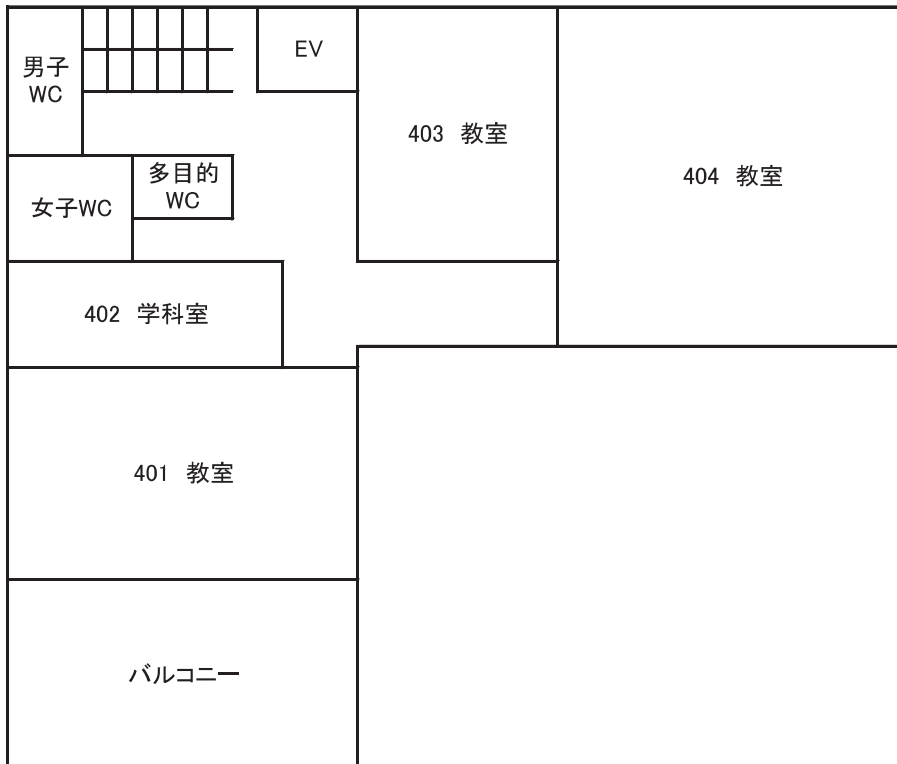 男子
WC
EV
403 教室
404 教室
多目的
WC
女子WC
402 学科室
401 教室
バルコニー